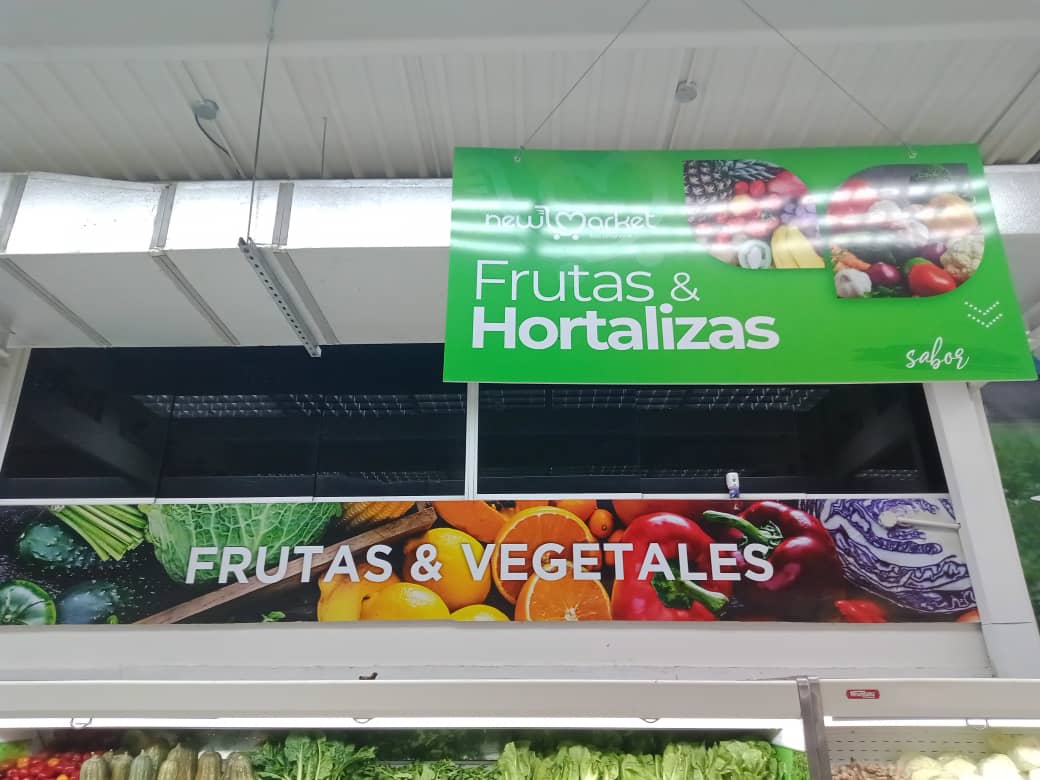 newmarket
Frutas &
Hortalizas
sabor
FRUTAS & VEGETALES